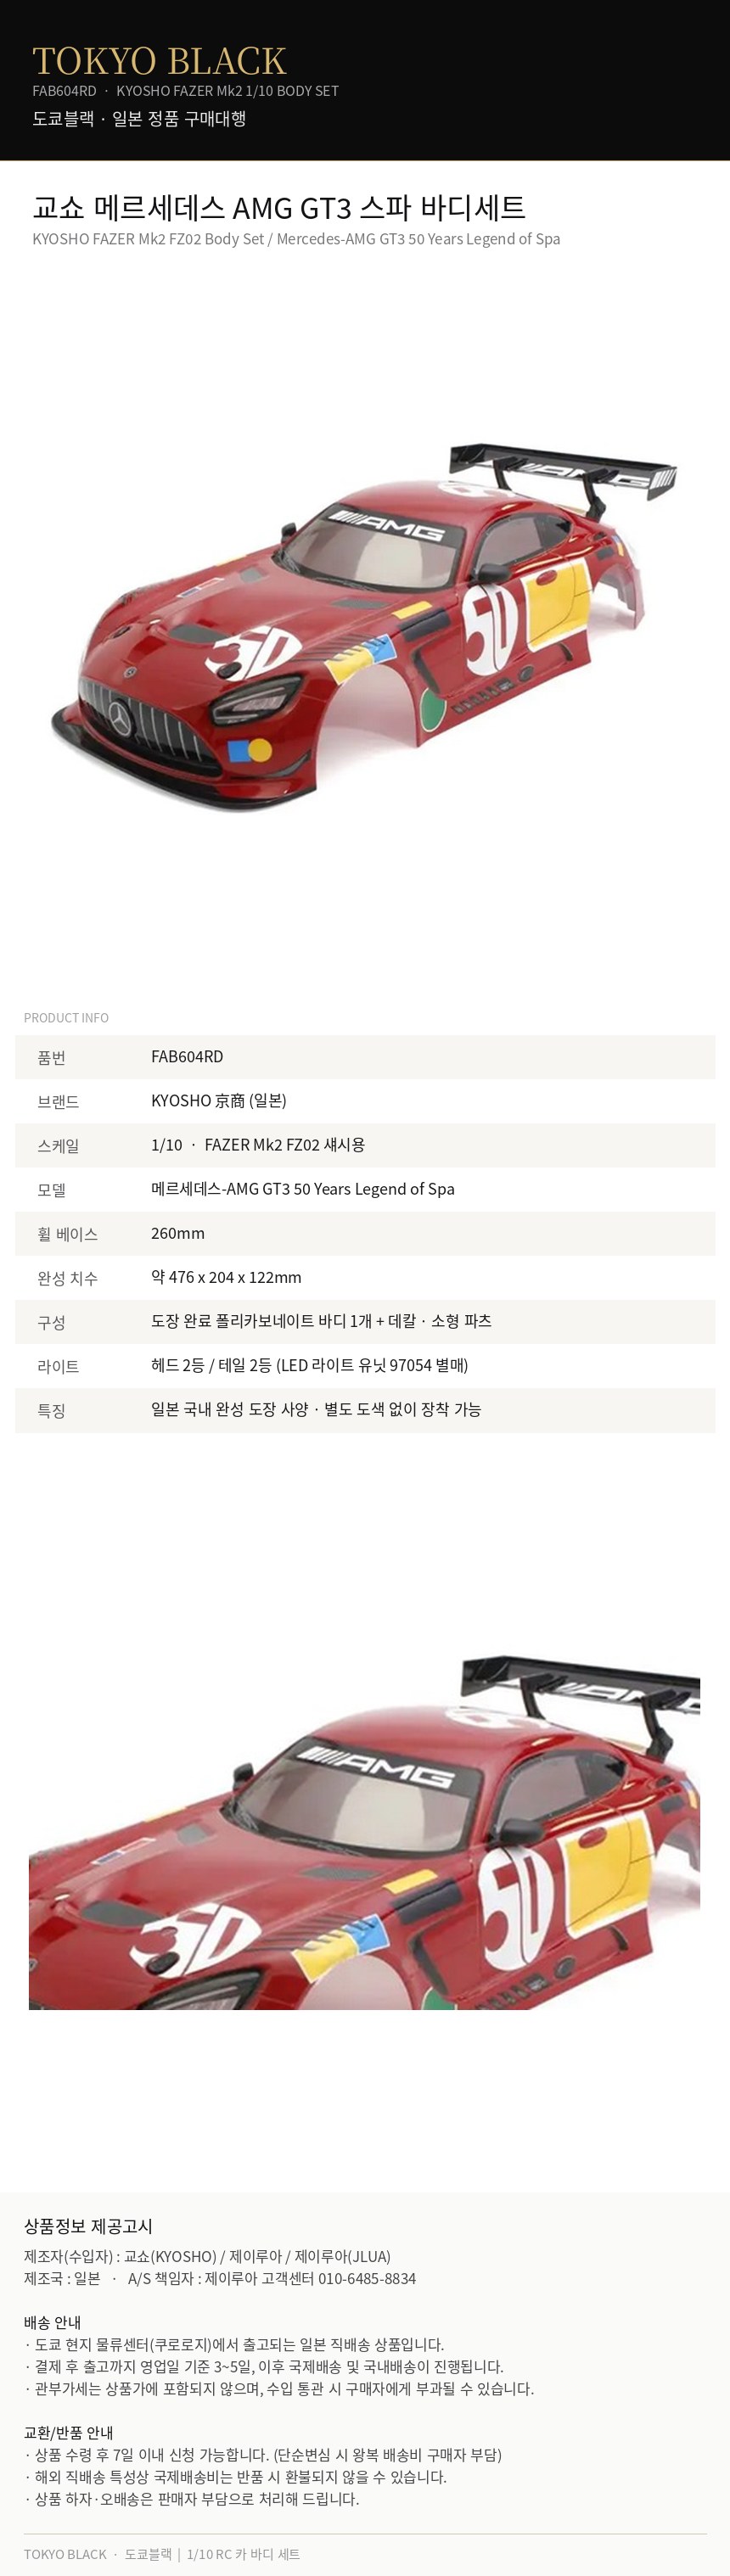 TOKYO BLACK
FAB604RD · KYOSHO FAZER Mk2 1/10 BODY SET
도쿄블랙 · 일본 정품 구매대행
교쇼 메르세데스 AMG GT3 스파 바디세트
KYOSHO FAZER Mk2 FZ02 Body Set / Mercedes-AMG GT3 50 Years Legend of Spa
AMG
AMG
50
50
PRODUCT INFO
품번 FAB604RD
브랜드 KYOSHO 京商 (일본)
스케일 1/10 · FAZER Mk2 FZ02 섀시용
모델 메르세데스-AMG GT3 50 Years Legend of Spa
휠 베이스 260mm
완성 치수 약 476 x 204 x 122mm
구성 도장 완료 폴리카보네이트 바디 1개 + 데칼 · 소형 파츠
라이트 헤드 2등 / 테일 2등 (LED 라이트 유닛 97054 별매)
특징 일본 국내 완성 도장 사양 · 별도 도색 없이 장착 가능
AMG
50
50
상품정보 제공고시
제조자(수입자) : 교쇼(KYOSHO) / 제이루아 / 제이루아(JLUA)
제조국 : 일본 · A/S 책임자 : 제이루아 고객센터 010-6485-8834
배송 안내
· 도쿄 현지 물류센터(쿠로로지)에서 출고되는 일본 직배송 상품입니다.
· 결제 후 출고까지 영업일 기준 3~5일, 이후 국제배송 및 국내배송이 진행됩니다.
· 관부가세는 상품가에 포함되지 않으며, 수입 통관 시 구매자에게 부과될 수 있습니다.
교환/반품 안내
· 상품 수령 후 7일 이내 신청 가능합니다. (단순변심 시 왕복 배송비 구매자 부담)
· 해외 직배송 특성상 국제배송비는 반품 시 환불되지 않을 수 있습니다.
· 상품 하자·오배송은 판매자 부담으로 처리해 드립니다.
TOKYO BLACK · 도쿄블랙 | 1/10 RC 카 바디 세트